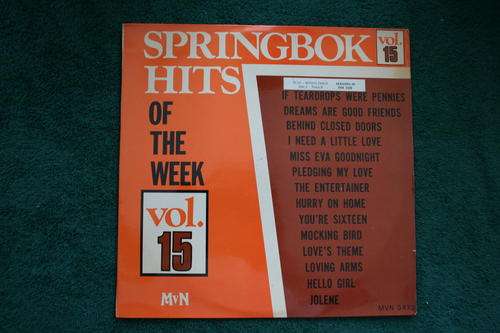 SPRINGBOK
HITS
OF
THE
WEEK
vol.
15
MvN
vol.
15
IF TEARDROPS WERE PENNIES
DREAMS ARE GOOD FRIENDS
BEHIND CLOSED DOORS
I NEED A LITTLE LOVE
MISS EVA GOODNIGHT
PLEDGING MY LOVE
THE ENTERTAINER
HURRY ON HOME
YOU'RE SIXTEEN
MOCKING BIRD
LOVE'S THEME
LOVING ARMS
HELLO GIRL
JOLENE
MVN